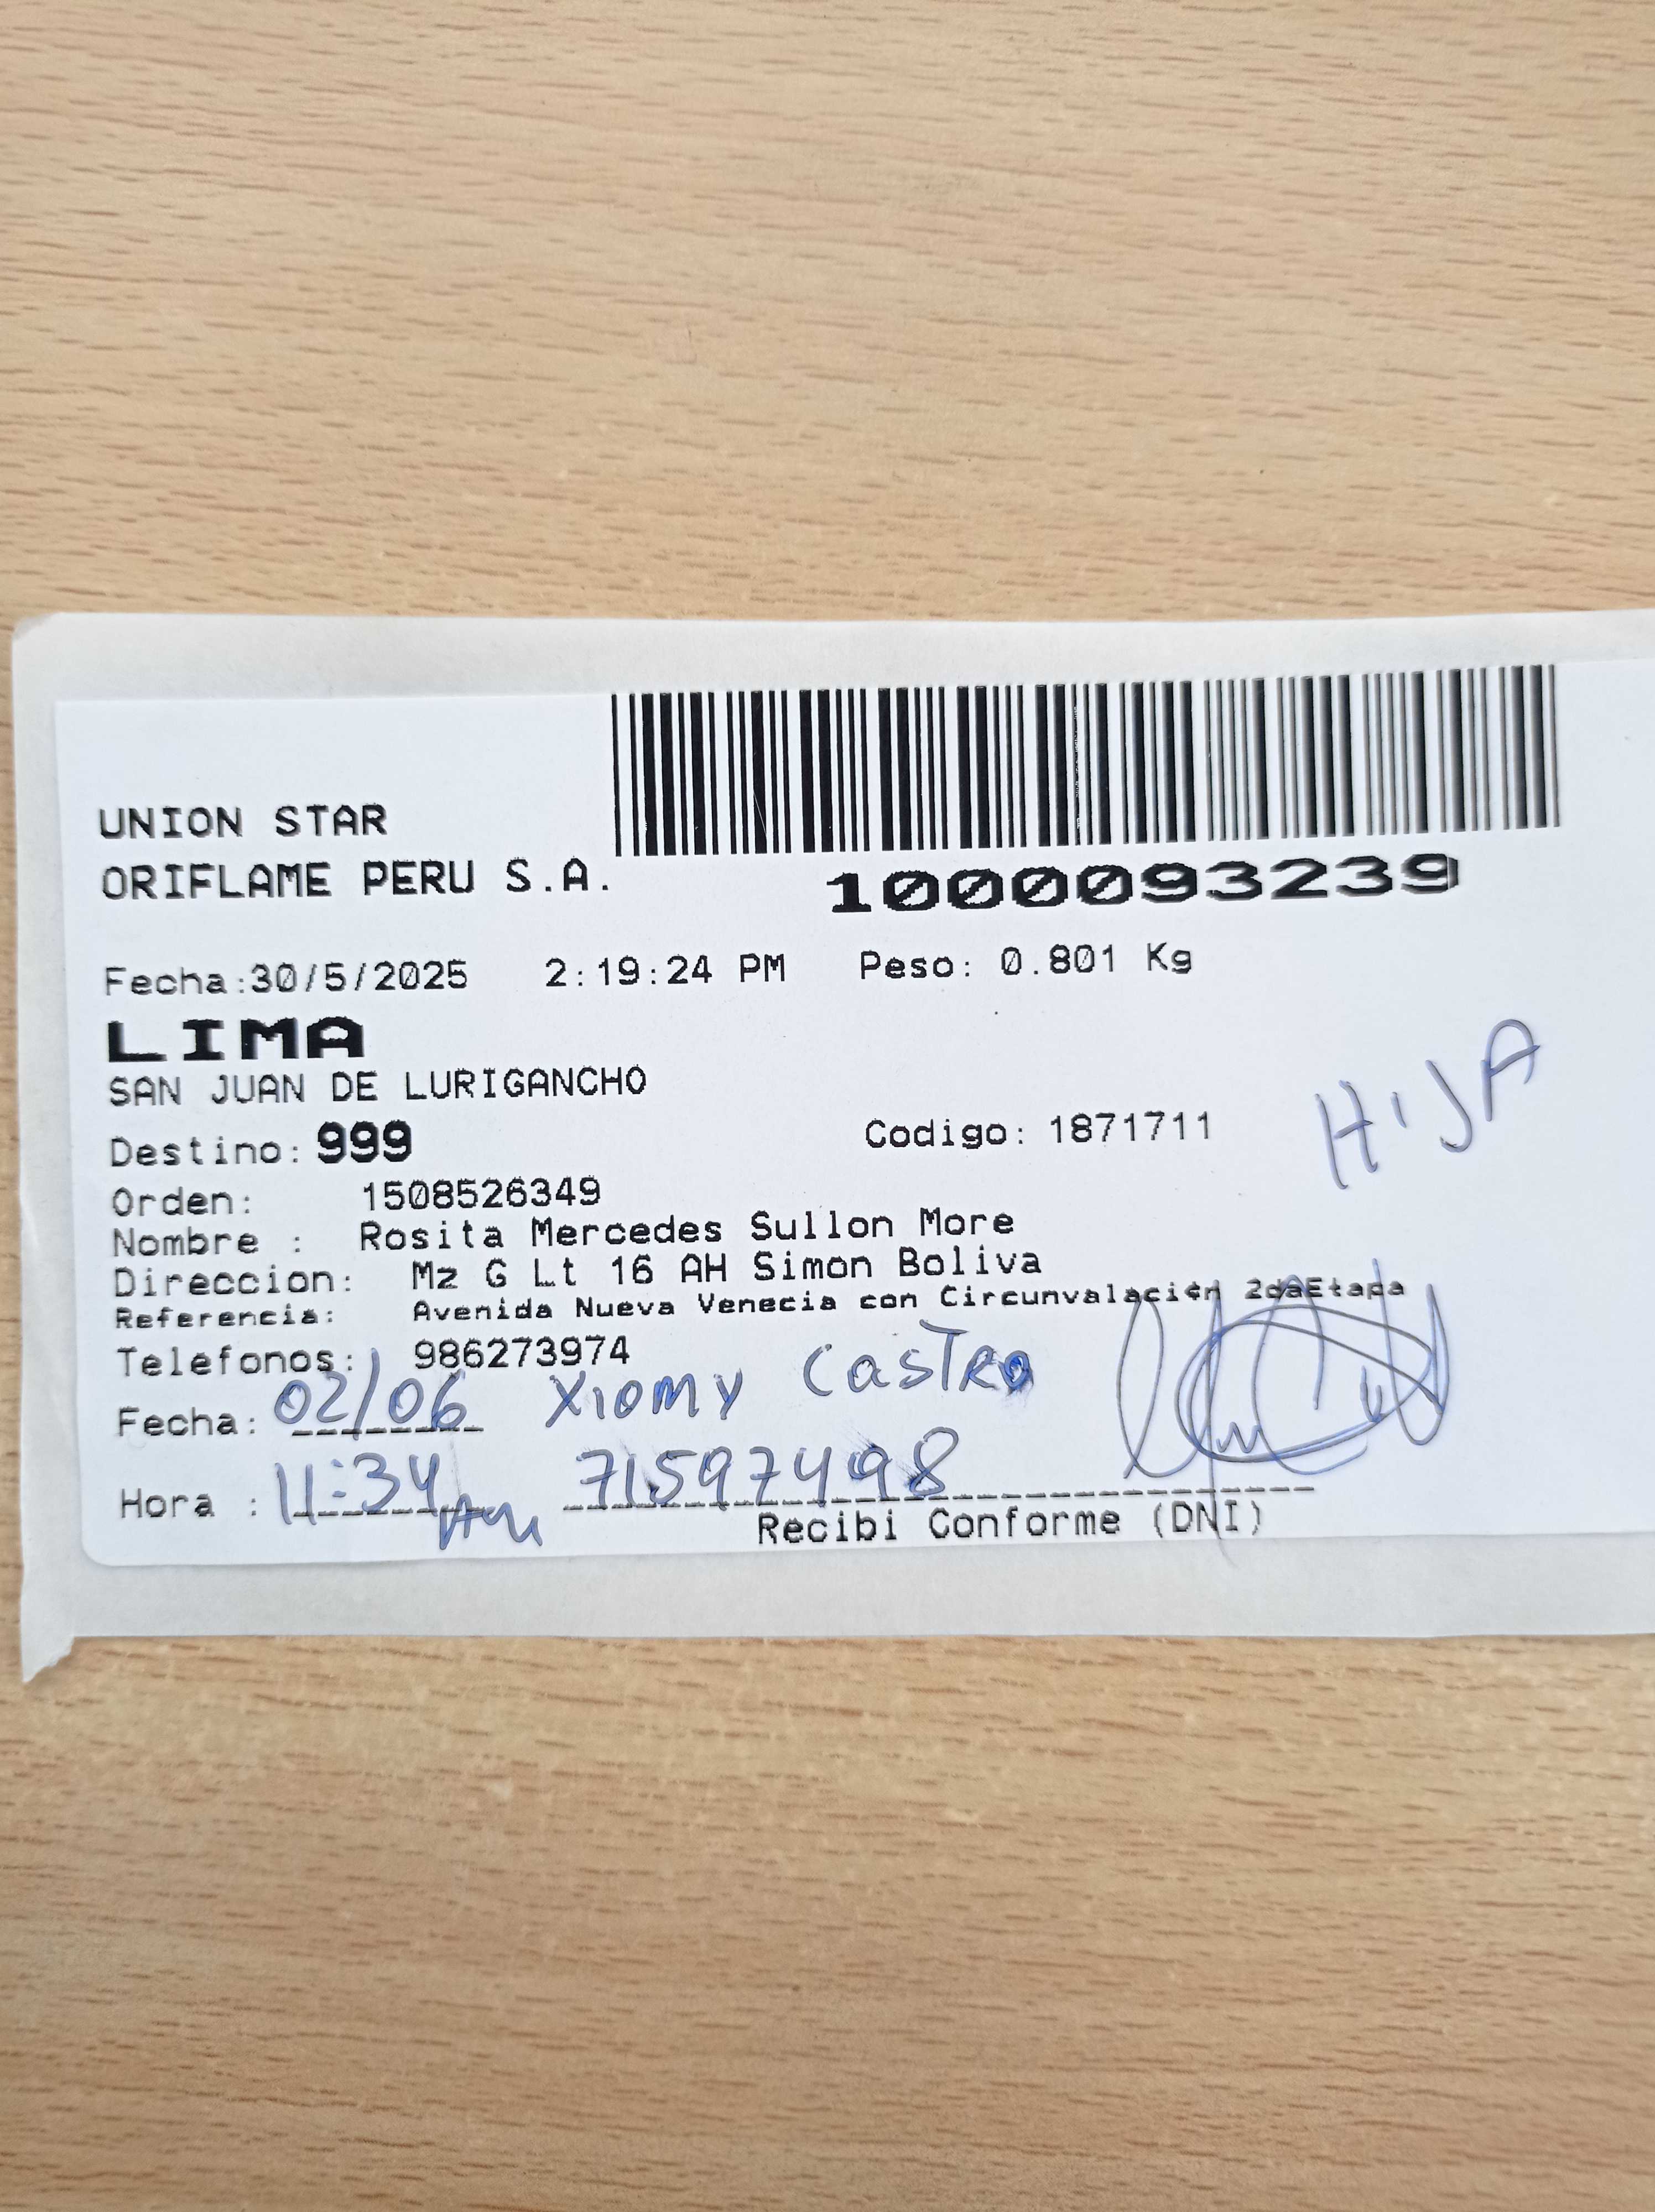 UNION STAR
ORIFLAME PERU S.A.
1000093239
Fecha:30/5/2025 2:19:24 PM Peso: 0.801 Kg
LIMA
SAN JUAN DE LURIGANCHO
HIJA
Destino: 999 Codigo: 1871711
Orden: 1508526349
Nombre : Rosita Mercedes Sullon More
Direccion: Mz G Lt 16 AH Simon Boliva
Referencia: Avenida Nueva Venecia con Circunvalaci¢n 2daEtapa
Telefonos: 986273974
Fecha: 02/06 XIOMY CASTRO
Hora : 11:34 Am 71597498
Recibi Conforme (DNI)